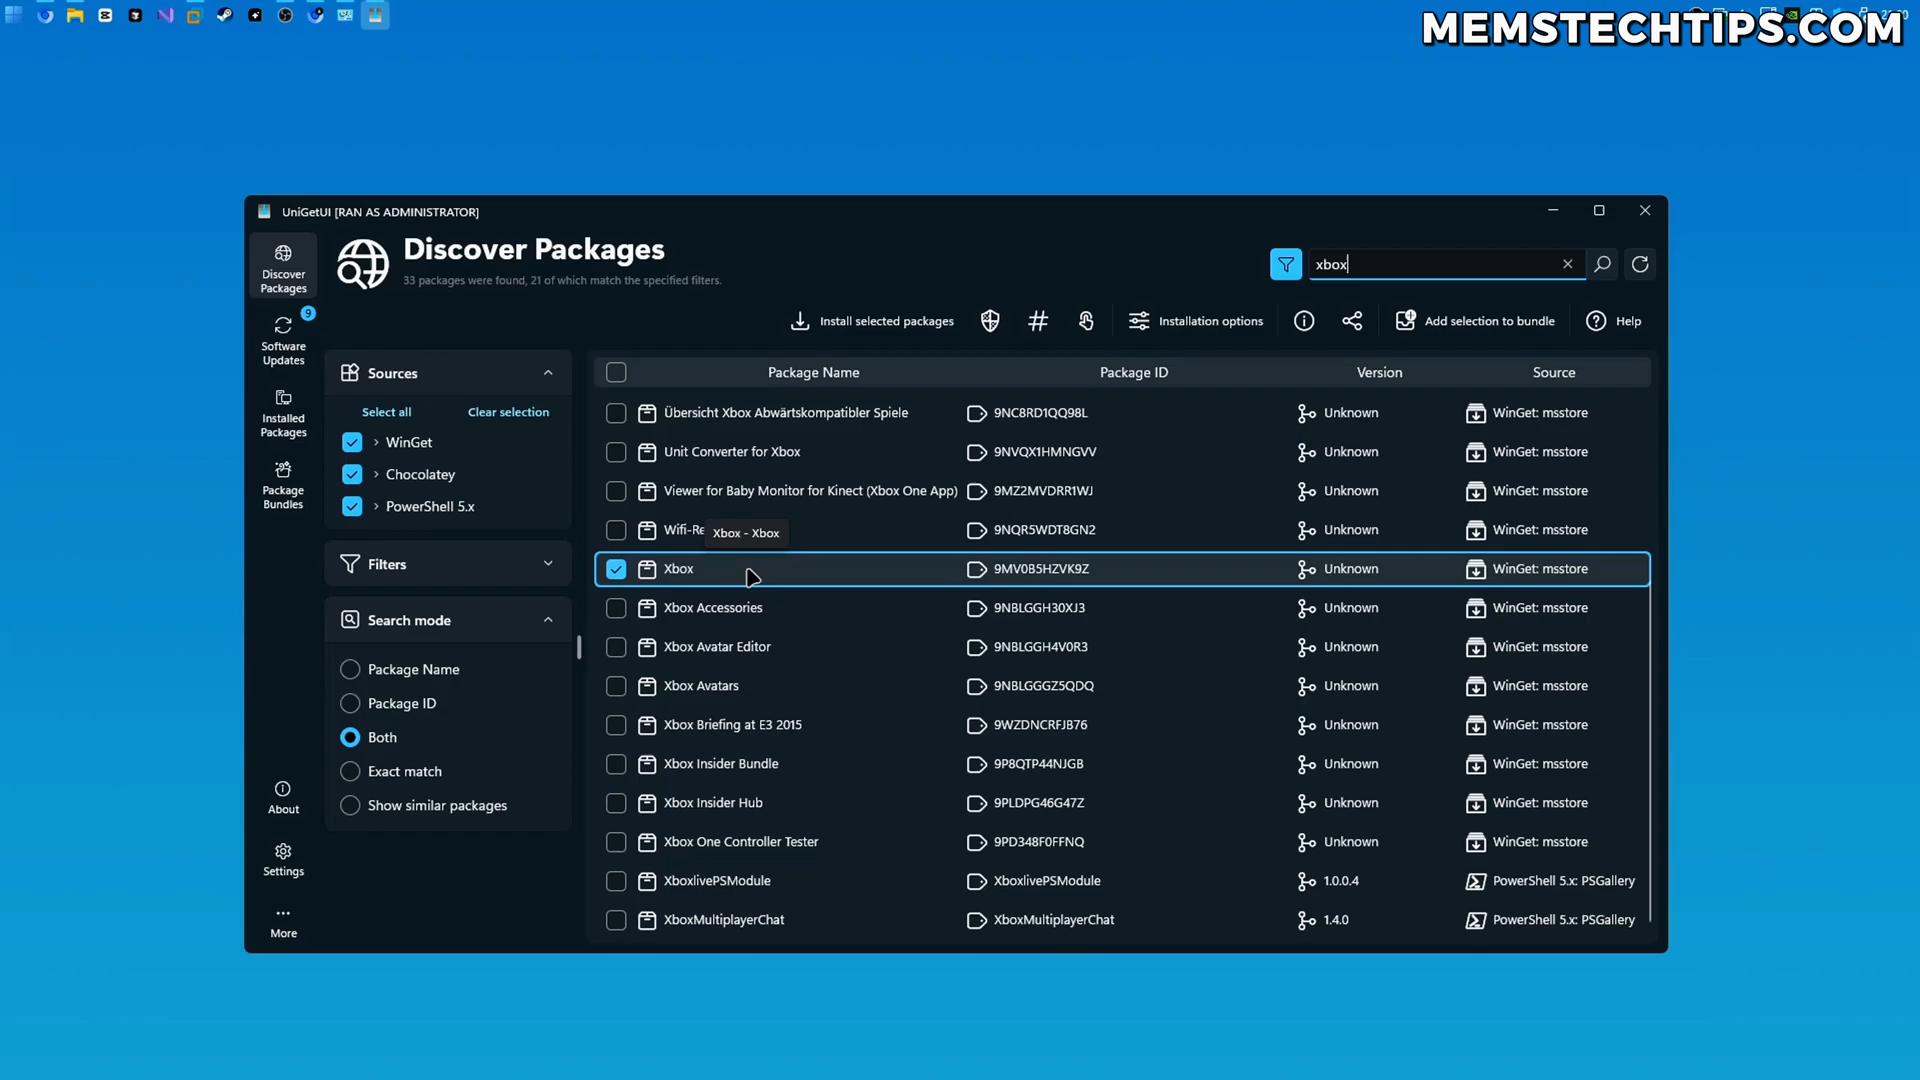 MEMSTECHTIPS.COM
UniGetUI [RAN AS ADMINISTRATOR]
Discover Packages
33 packages were found, 21 of which match the specified filters.
xbox
Install selected packages
Installation options
Add selection to bundle
Help
Discover
Packages
9
Software
Updates
Installed
Packages
Package
Bundles
About
Settings
More
Sources
Select all Clear selection
WinGet
Chocolatey
PowerShell 5.x
Filters
Search mode
Package Name
Package ID
Both
Exact match
Show similar packages
Package Name Package ID Version Source
Übersicht Xbox Abwärtskompatibler Spiele 9NC8RD1QQ98L Unknown WinGet: msstore
Unit Converter for Xbox 9NVQX1HMNGVV Unknown WinGet: msstore
Viewer for Baby Monitor for Kinect (Xbox One App) 9MZ2MVDRR1WJ Unknown WinGet: msstore
Wifi-Re 9NQR5WDT8GN2 Unknown WinGet: msstore
Xbox - Xbox
Xbox 9MV0B5HZVK9Z Unknown WinGet: msstore
Xbox Accessories 9NBLGGH30XJ3 Unknown WinGet: msstore
Xbox Avatar Editor 9NBLGGH4V0R3 Unknown WinGet: msstore
Xbox Avatars 9NBLGGGZ5QDQ Unknown WinGet: msstore
Xbox Briefing at E3 2015 9WZDNCRFJB76 Unknown WinGet: msstore
Xbox Insider Bundle 9P8QTP44NJGB Unknown WinGet: msstore
Xbox Insider Hub 9PLDPG46G47Z Unknown WinGet: msstore
Xbox One Controller Tester 9PD348F0FFNQ Unknown WinGet: msstore
XboxlivePSModule XboxlivePSModule 1.0.0.4 PowerShell 5.x: PSGallery
XboxMultiplayerChat XboxMultiplayerChat 1.4.0 PowerShell 5.x: PSGallery